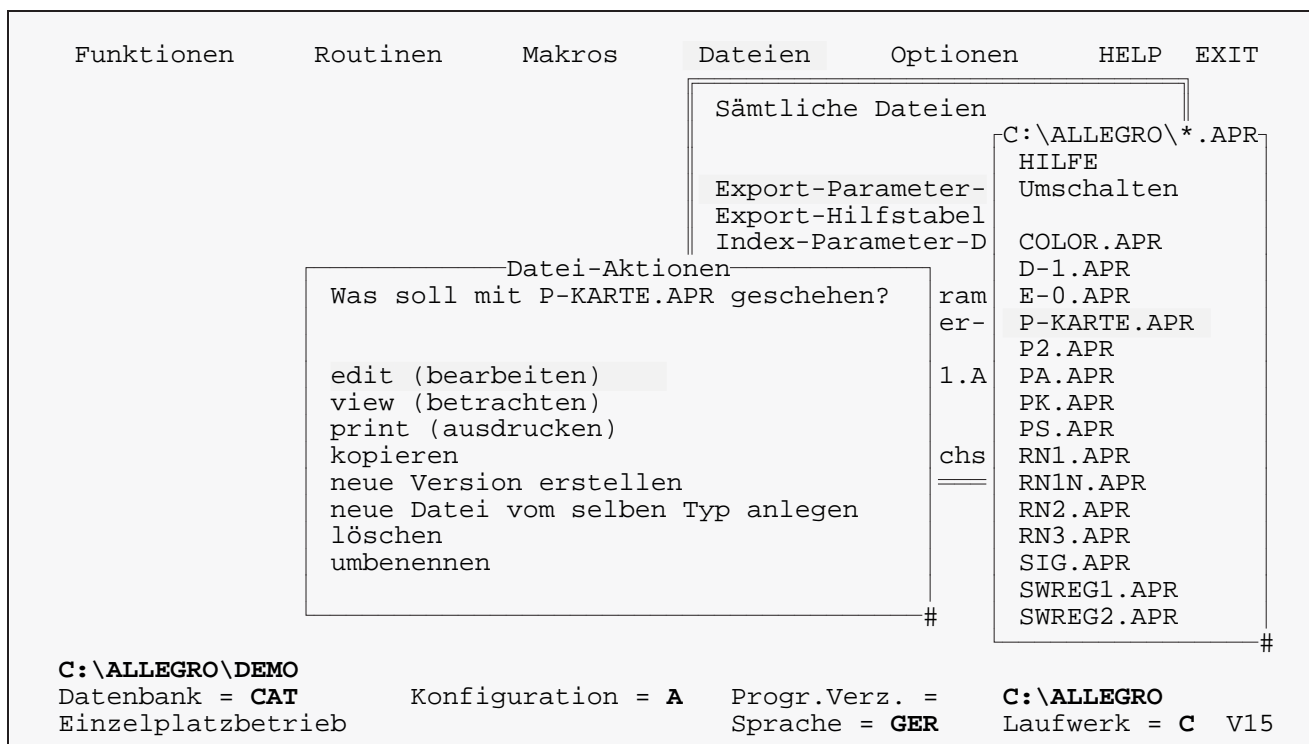 Funktionen Routinen Makros Dateien Optionen HELP EXIT
Sämtliche Dateien
C:\ALLEGRO\*.APR
HILFE
Export-Parameter- Umschalten
Export-Hilfstabel
Index-Parameter-D COLOR.APR
Datei-Aktionen D-1.APR
Was soll mit P-KARTE.APR geschehen? ram E-0.APR
er- P-KARTE.APR
P2.APR
edit (bearbeiten) 1.A PA.APR
view (betrachten) PK.APR
print (ausdrucken) PS.APR
kopieren chs RN1.APR
neue Version erstellen RN1N.APR
neue Datei vom selben Typ anlegen RN2.APR
löschen RN3.APR
umbenennen SIG.APR
SWREG1.APR
# SWREG2.APR
#
C:\ALLEGRO\DEMO
Datenbank = CAT Konfiguration = A Progr.Verz. = C:\ALLEGRO
Einzelplatzbetrieb Sprache = GER Laufwerk = C V15